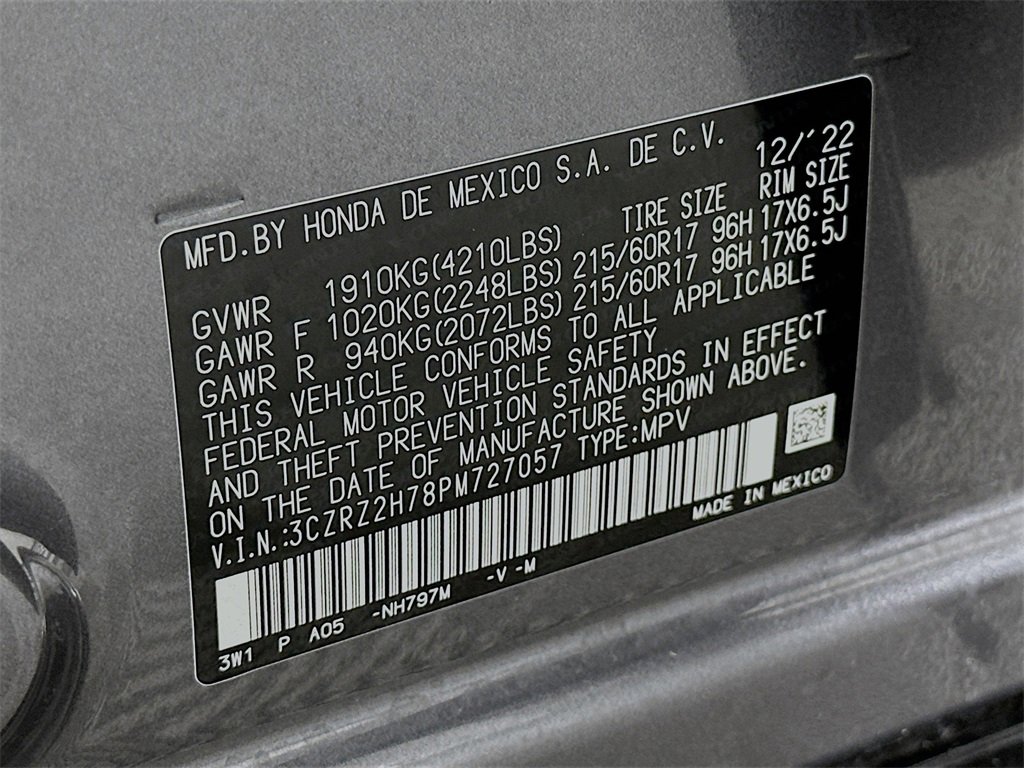 MFD.BY HONDA DE MEXICO S.A. DE C.V. 12/'22
TIRE SIZE RIM SIZE
GVWR 1910KG(4210LBS)
GAWR F 1020KG(2248LBS) 215/60R17 96H 17X6.5J
GAWR R 940KG(2072LBS) 215/60R17 96H 17X6.5J
THIS VEHICLE CONFORMS TO ALL APPLICABLE
FEDERAL MOTOR VEHICLE SAFETY
AND THEFT PREVENTION STANDARDS IN EFFECT
ON THE DATE OF MANUFACTURE SHOWN ABOVE.
V.I.N.:3CZRZ2H78PM727057 TYPE:MPV
MADE IN MEXICO
3W1 P A05 -NH797M -V -M